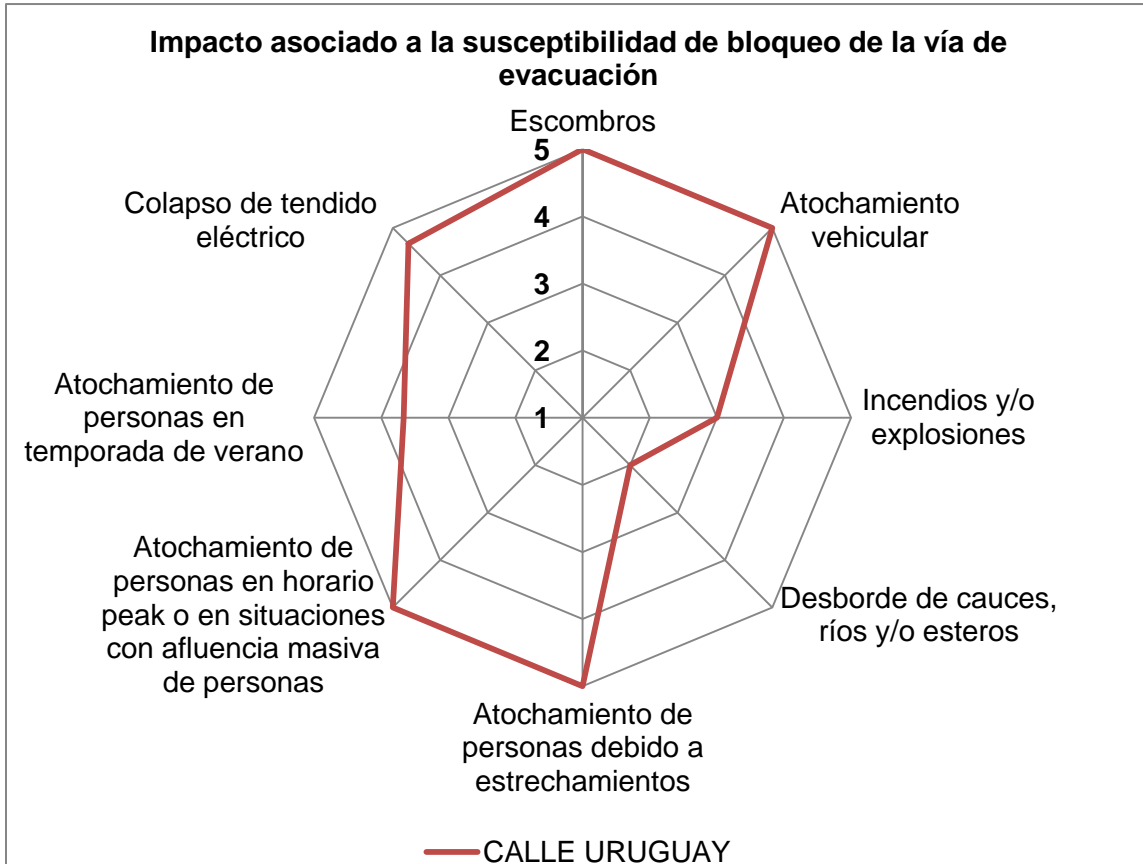 Impacto asociado a la susceptibilidad de bloqueo de la vía de
evacuación
Escombros
5
4
3
2
1
Atochamiento
vehicular
Incendios y/o
explosiones
Desborde de cauces,
ríos y/o esteros
Atochamiento de
personas debido a
estrechamientos
Atochamiento de
personas en horario
peak o en situaciones
con afluencia masiva
de personas
Atochamiento de
personas en
temporada de verano
Colapso de tendido
eléctrico
CALLE URUGUAY